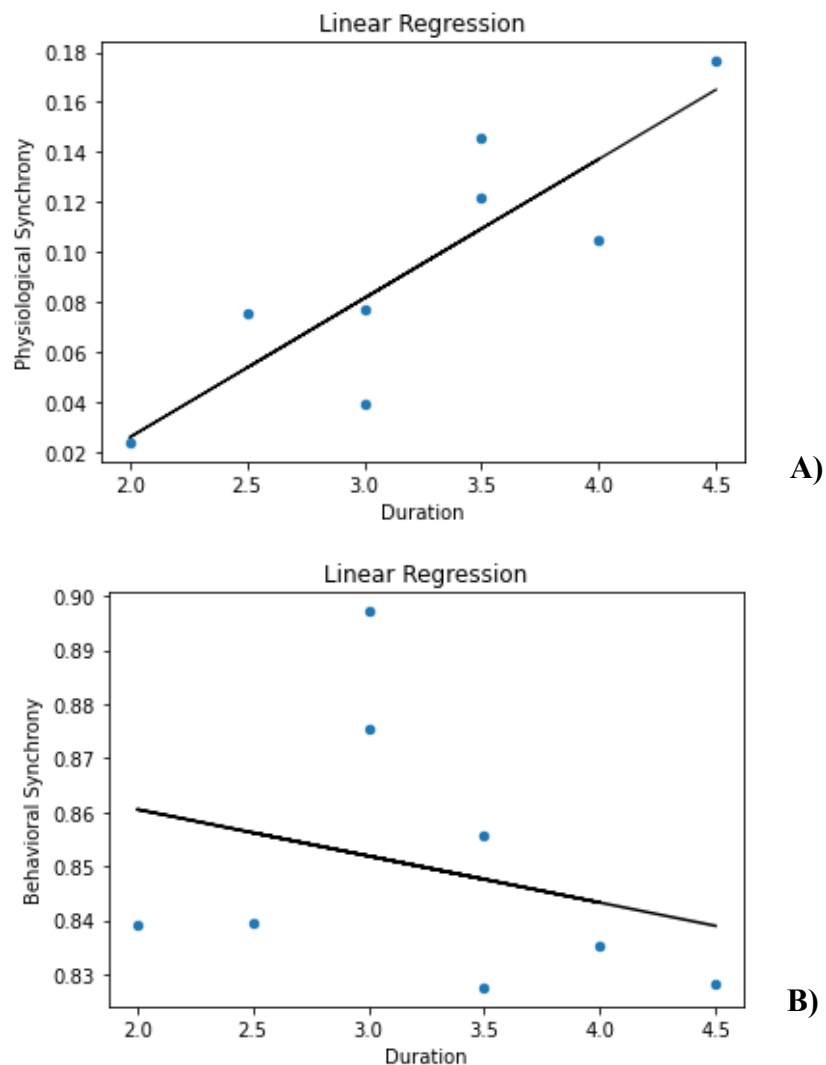 Linear Regression
0.18
0.16
0.14
0.12
0.10
0.08
0.06
0.04
0.02
Physiological Synchrony
2.0 2.5 3.0 3.5 4.0 4.5
Duration
A)
Linear Regression
0.90
0.89
0.88
0.87
0.86
0.85
0.84
0.83
Behavioral Synchrony
2.0 2.5 3.0 3.5 4.0 4.5
Duration
B)